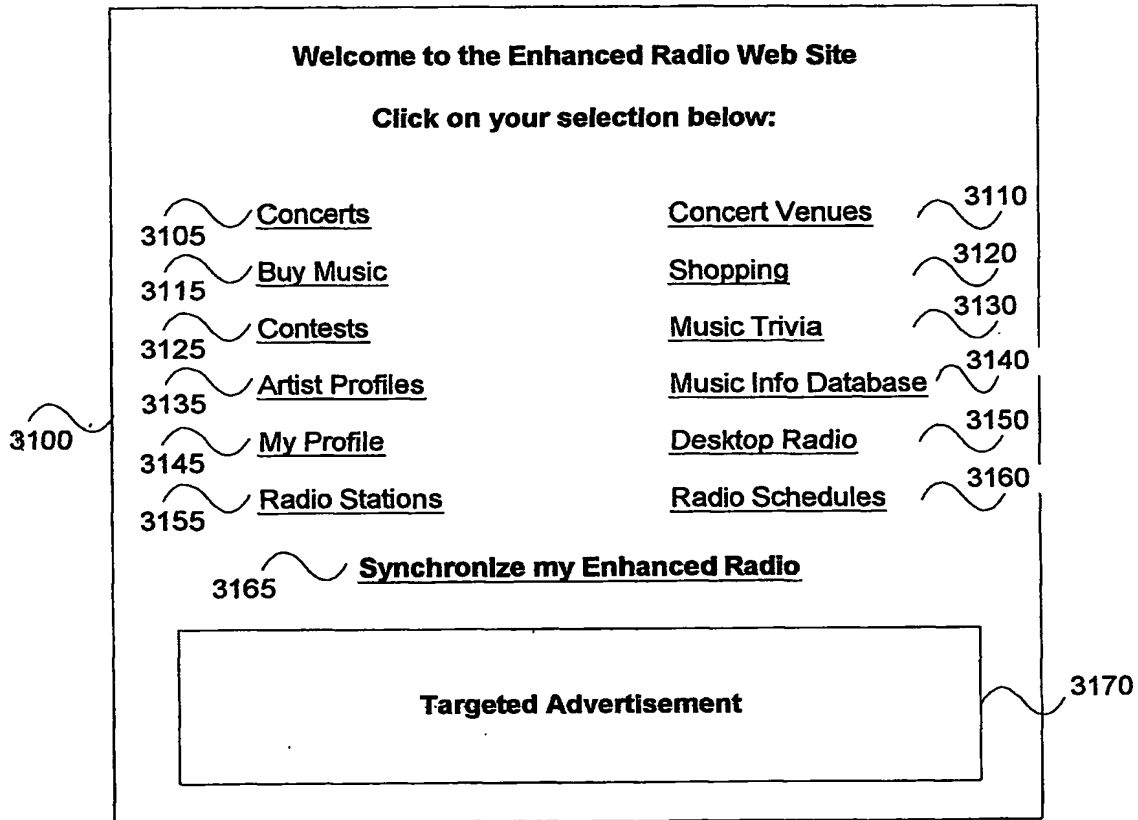 Welcome to the Enhanced Radio Web Site
Click on your selection below:
3105 Concerts
Concert Venues 3110
3115 Buy Music
Shopping 3120
3125 Contests
Music Trivia 3130
3135 Artist Profiles
Music Info Database 3140
3100
3145 My Profile
Desktop Radio 3150
3155 Radio Stations
Radio Schedules 3160
3165 Synchronize my Enhanced Radio
Targeted Advertisement
3170